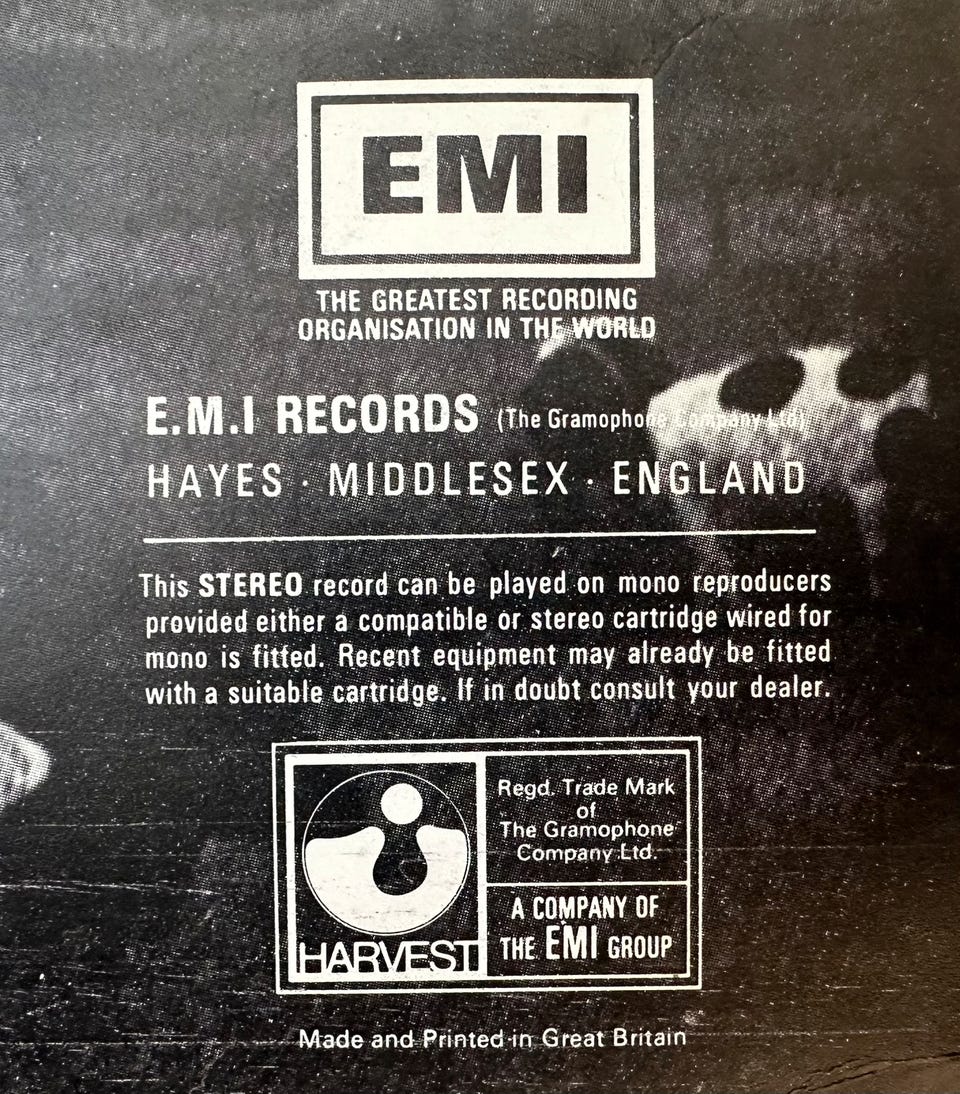 EMI
THE GREATEST RECORDING
ORGANISATION IN THE WORLD
E.M.I RECORDS (The Gramophone Company Ltd)
HAYES · MIDDLESEX · ENGLAND
This STEREO record can be played on mono reproducers
provided either a compatible or stereo cartridge wired for
mono is fitted. Recent equipment may already be fitted
with a suitable cartridge. If in doubt consult your dealer.
Regd. Trade Mark
of
The Gramophone
Company Ltd.
A COMPANY OF
THE EMI GROUP
HARVEST
Made and Printed in Great Britain